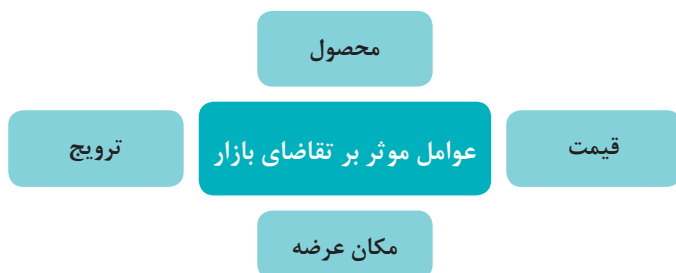 محصول
قیمت
عوامل موثر بر تقاضای بازار
ترویج
مکان عرضه